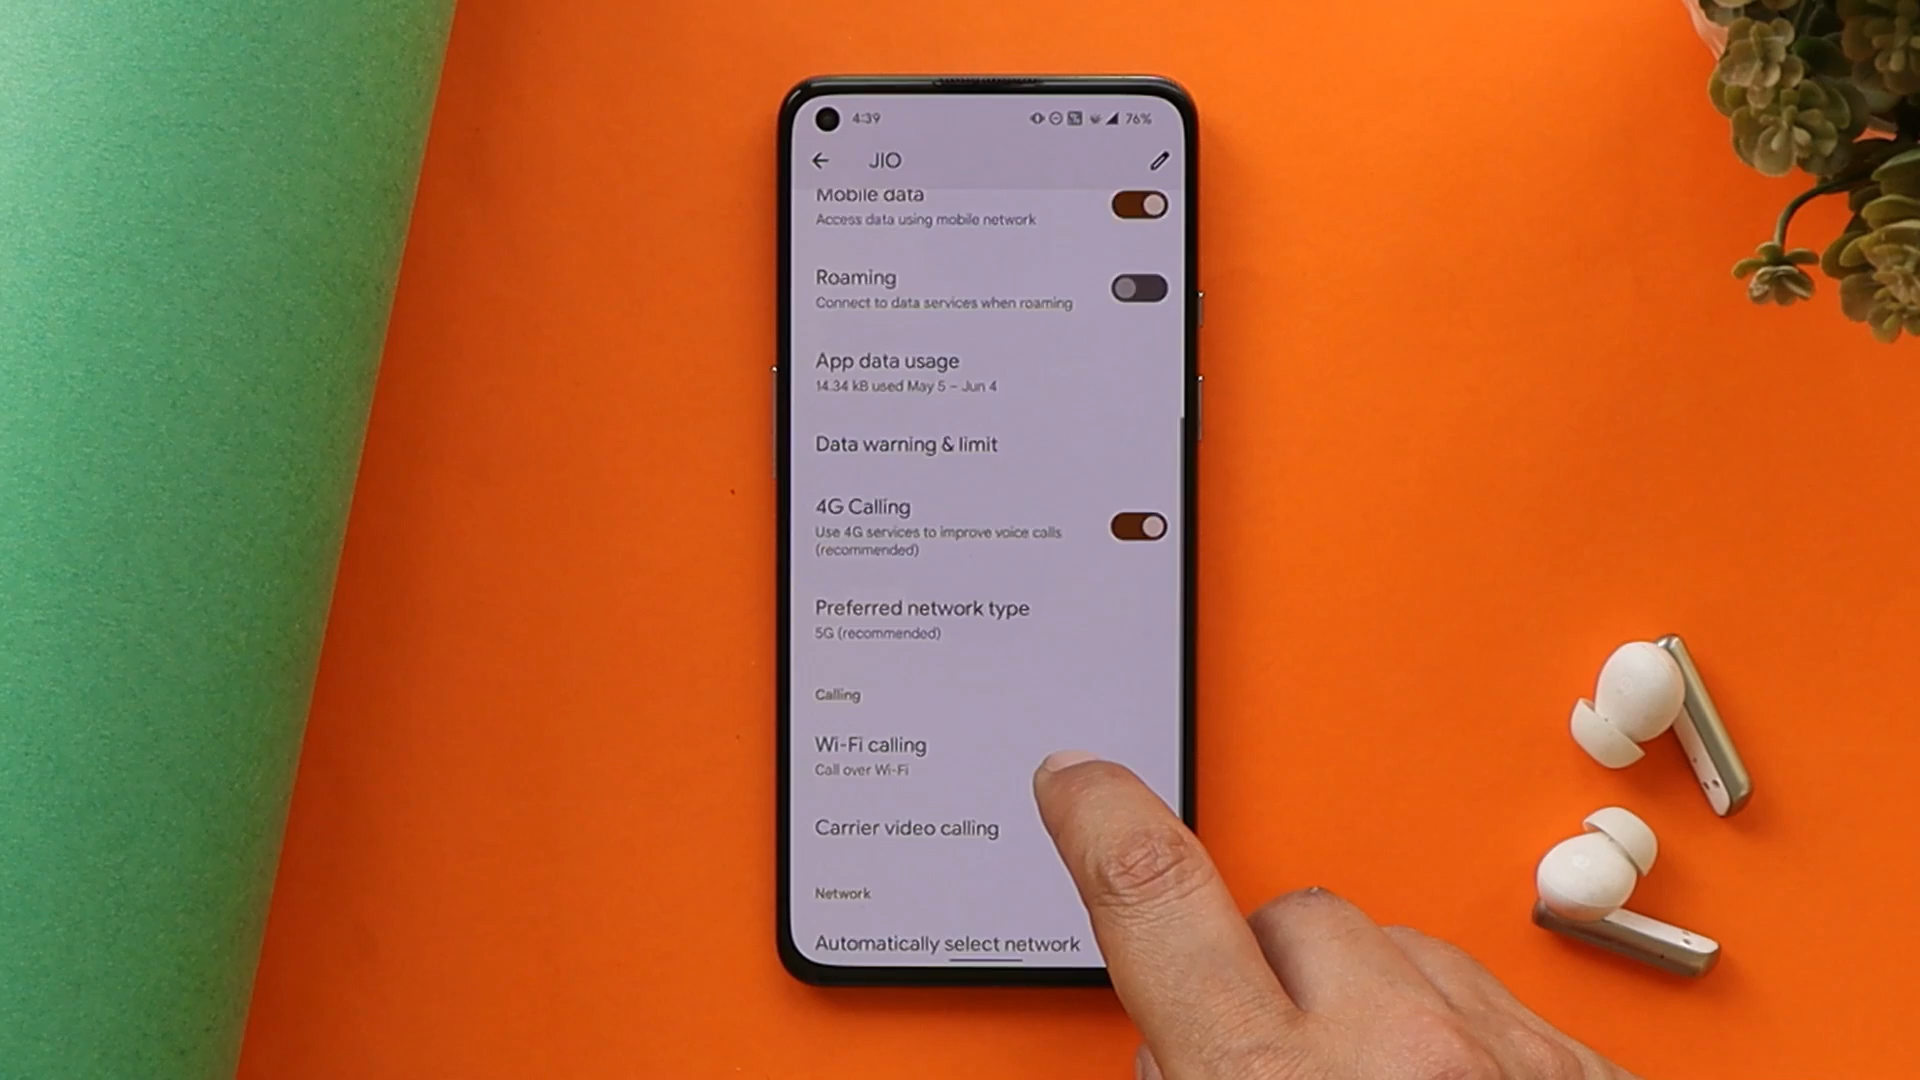 4:39
76%
JIO
Mobile data
Access data using mobile network
Roaming
Connect to data services when roaming
App data usage
14.34 kB used May 5 – Jun 4
Data warning & limit
4G Calling
Use 4G services to improve voice calls
(recommended)
Preferred network type
5G (recommended)
Calling
Wi-Fi calling
Call over Wi-Fi
Carrier video calling
Network
Automatically select network